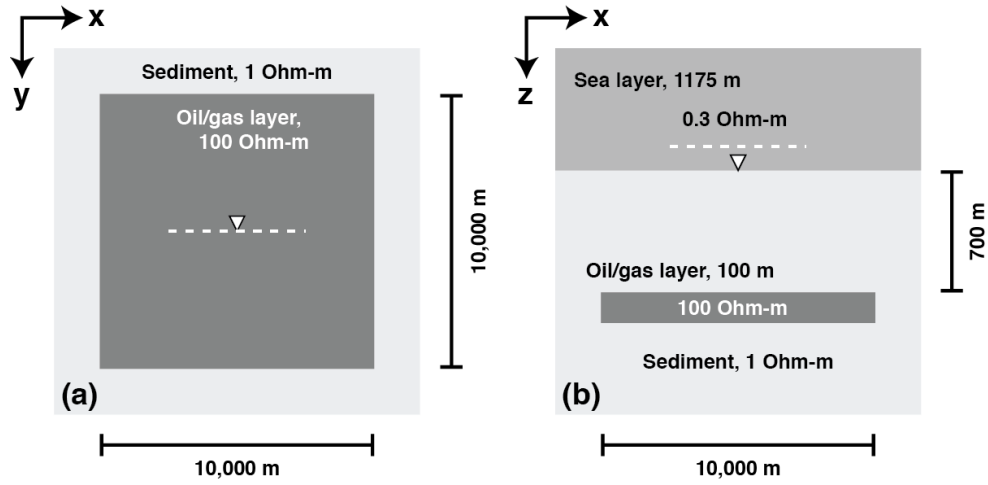 x
y
Sediment, 1 Ohm-m
Oil/gas layer,
100 Ohm-m
10,000 m
(a)
10,000 m
x
z
Sea layer, 1175 m
0.3 Ohm-m
700 m
Oil/gas layer, 100 m
100 Ohm-m
Sediment, 1 Ohm-m
(b)
10,000 m